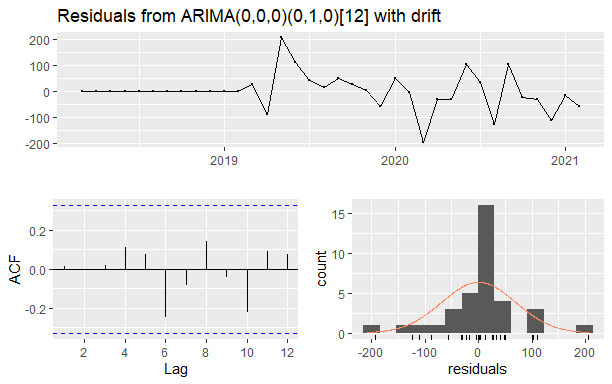 Residuals from ARIMA(0,0,0)(0,1,0)[12] with drift
200
100
0
-100
-200
2019 2020 2021
ACF
0.2
0.0
-0.2
2 4 6 8 10 12
Lag
count
15
10
5
0
-200 -100 0 100 200
residuals